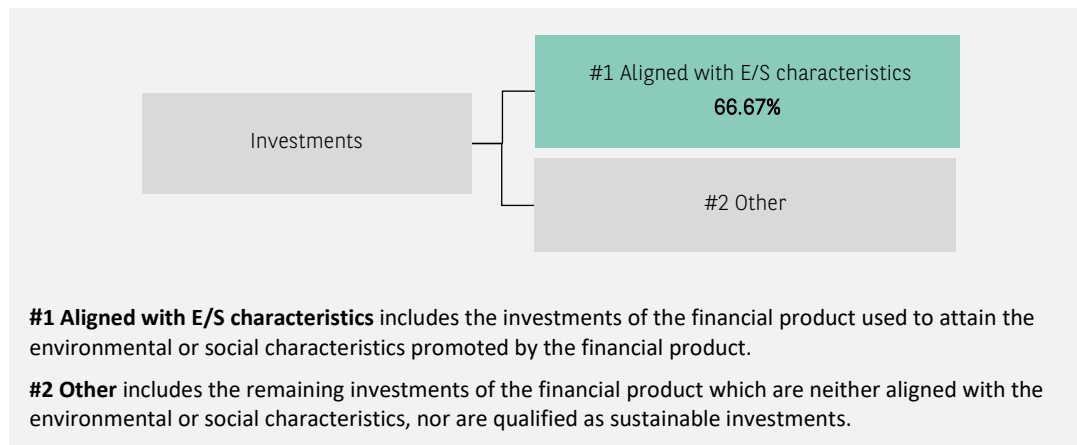 #1 Aligned with E/S characteristics
66.67%
Investments
#2 Other
#1 Aligned with E/S characteristics includes the investments of the financial product used to attain the
environmental or social characteristics promoted by the financial product.
#2 Other includes the remaining investments of the financial product which are neither aligned with the
environmental or social characteristics, nor are qualified as sustainable investments.